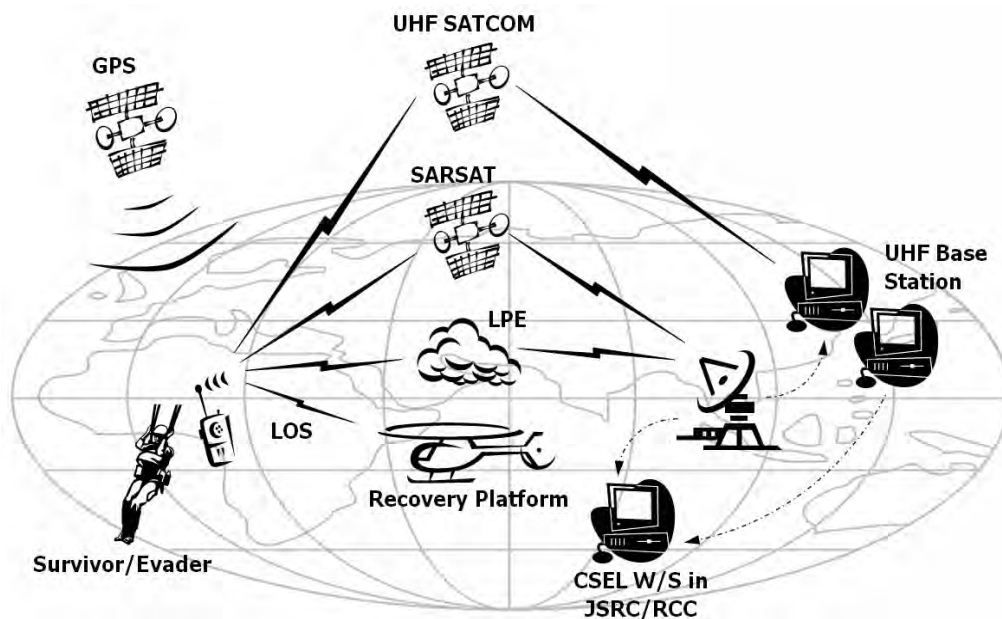 UHF SATCOM
GPS
SARSAT
UHF Base
Station
LPE
LOS
Recovery Platform
Survivor/Evader
CSEL W/S in
JSRC/RCC